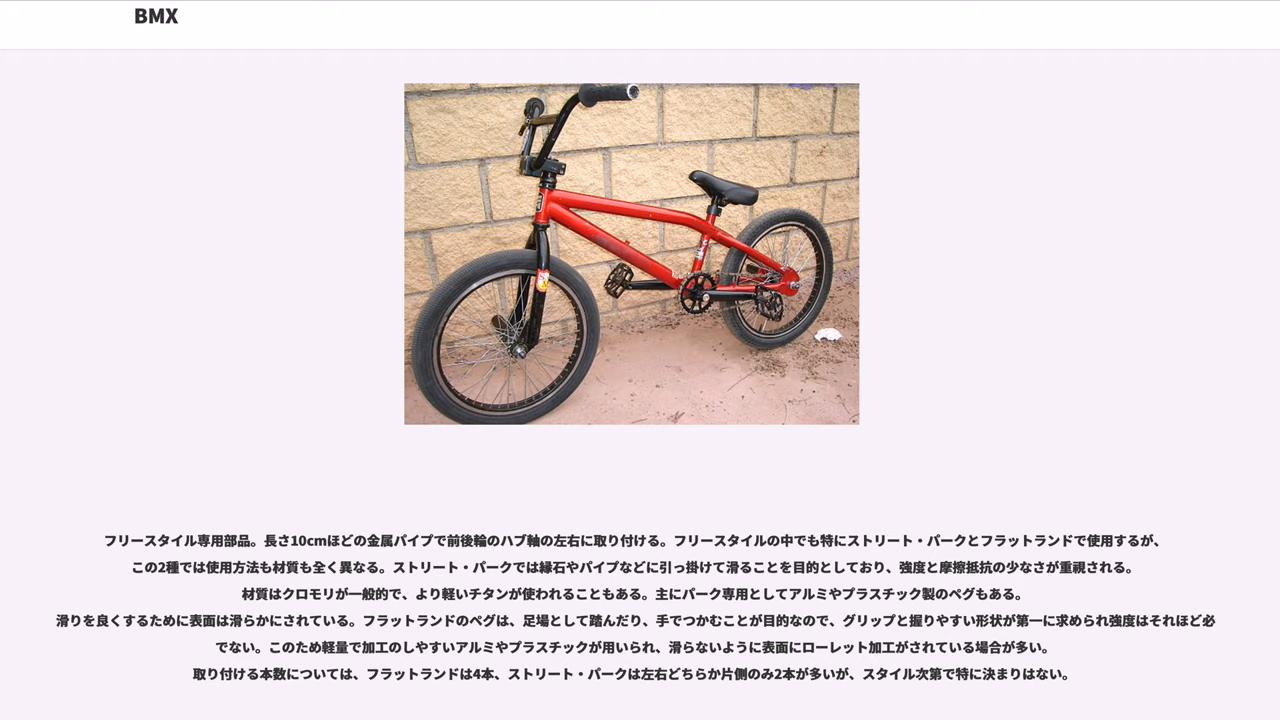 BMX
フリースタイル専用部品。長さ10cmほどの金属パイプで前後輪のハブ軸の左右に取り付ける。フリースタイルの中でも特にストリート・パークとフラットランドで使用するが、
この2種では使用方法も材質も全く異なる。ストリート・パークでは縁石やパイプなどに引っ掛けて滑ることを目的としており、強度と摩擦抵抗の少なさが重視される。
材質はクロモリが一般的で、より軽いチタンが使われることもある。主にパーク専用としてアルミやプラスチック製のペグもある。
滑りを良くするために表面は滑らかにされている。フラットランドのペグは、足場として踏んだり、手でつかむことが目的なので、グリップと握りやすい形状が第一に求められ強度はそれほど必
でない。このため軽量で加工のしやすいアルミやプラスチックが用いられ、滑らないように表面にローレット加工がされている場合が多い。
取り付ける本数については、フラットランドは4本、ストリート・パークは左右どちらか片側のみ2本が多いが、スタイル次第で特に決まりはない。